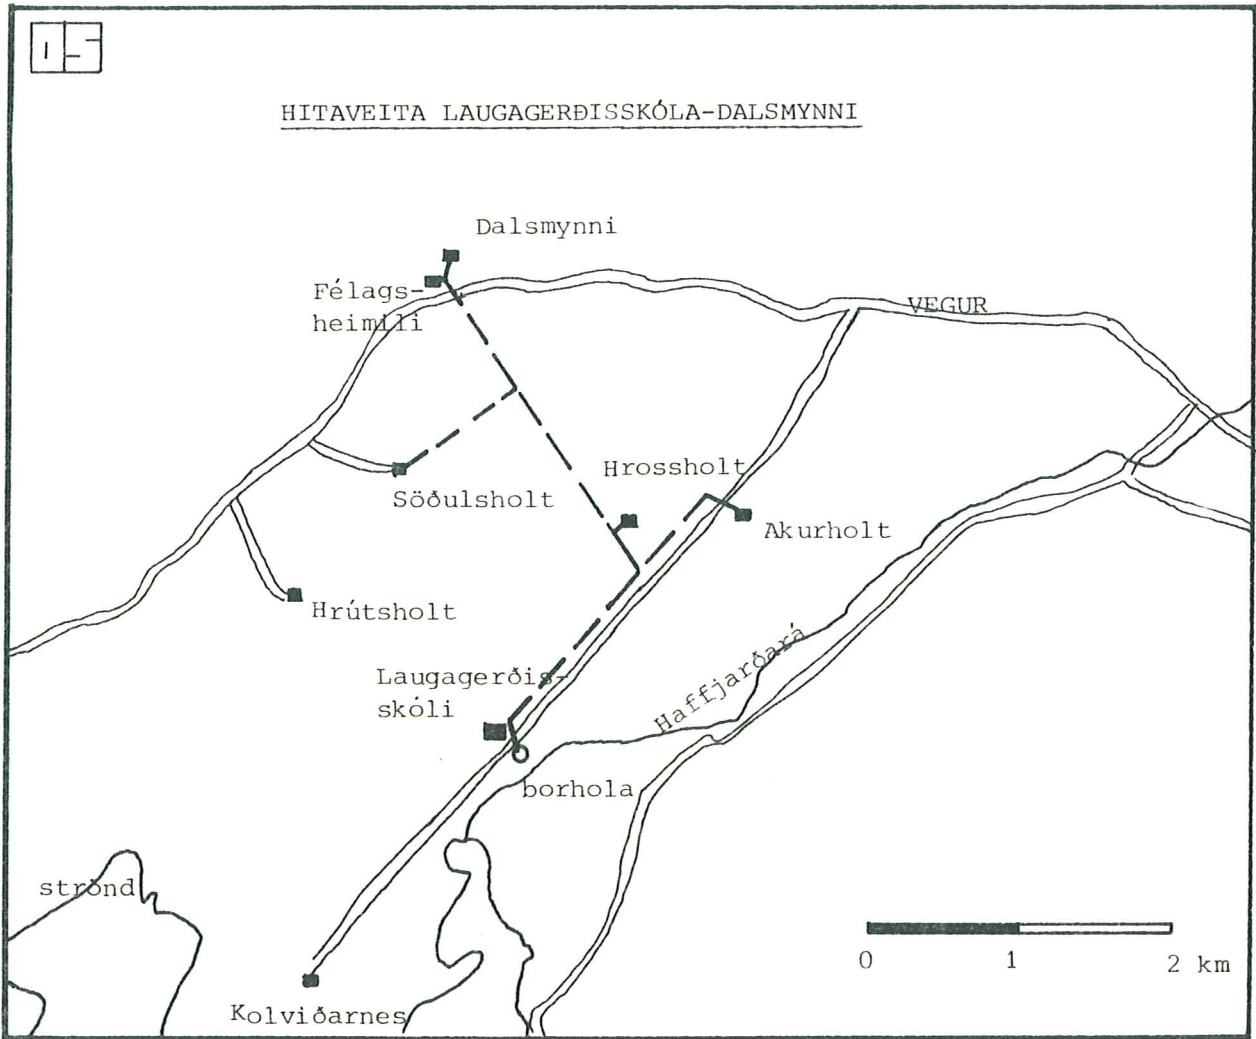 OS
HITAVEITA LAUGAGERÐISSKÓLA-DALSMYNNI
Dalsmynni
Félags-
heimili
VEGUR
Hrossholt
Söðulsholt
Akurholt
Hrútsholt
Haffjarðará
Laugagerðis-
skóli
borhola
strönd
0 1 2 km
Kolviðarnes